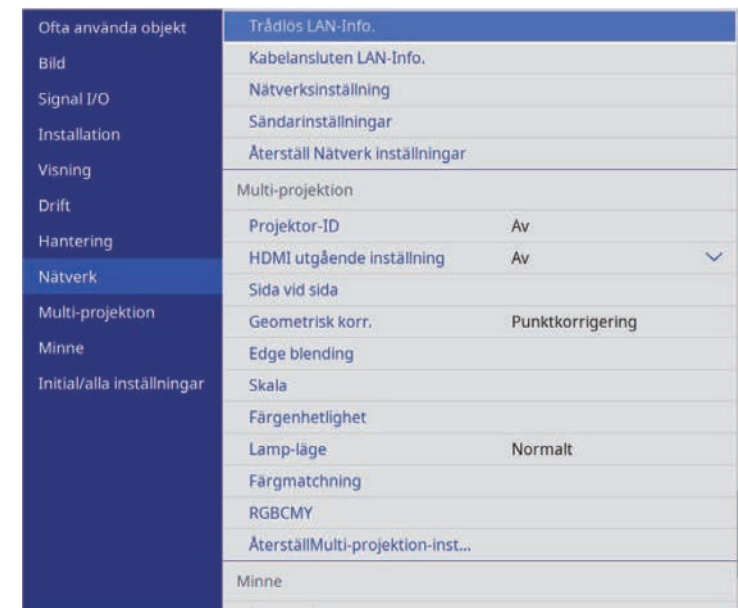 Ofta använda objekt
Bild
Signal I/O
Installation
Visning
Drift
Hantering
Nätverk
Multi-projektion
Minne
Initial/alla inställningar
Trådlös LAN-Info.
Kabelansluten LAN-Info.
Nätverksinställning
Sändarinställningar
Återställ Nätverk inställningar
Multi-projektion
Projektor-ID Av
HDMI utgående inställning Av
Sida vid sida
Geometrisk korr. Punktkorrigering
Edge blending
Skala
Färgenhetlighet
Lamp-läge Normalt
Färgmatchning
RGBCMY
ÅterställMulti-projektion-inst...
Minne